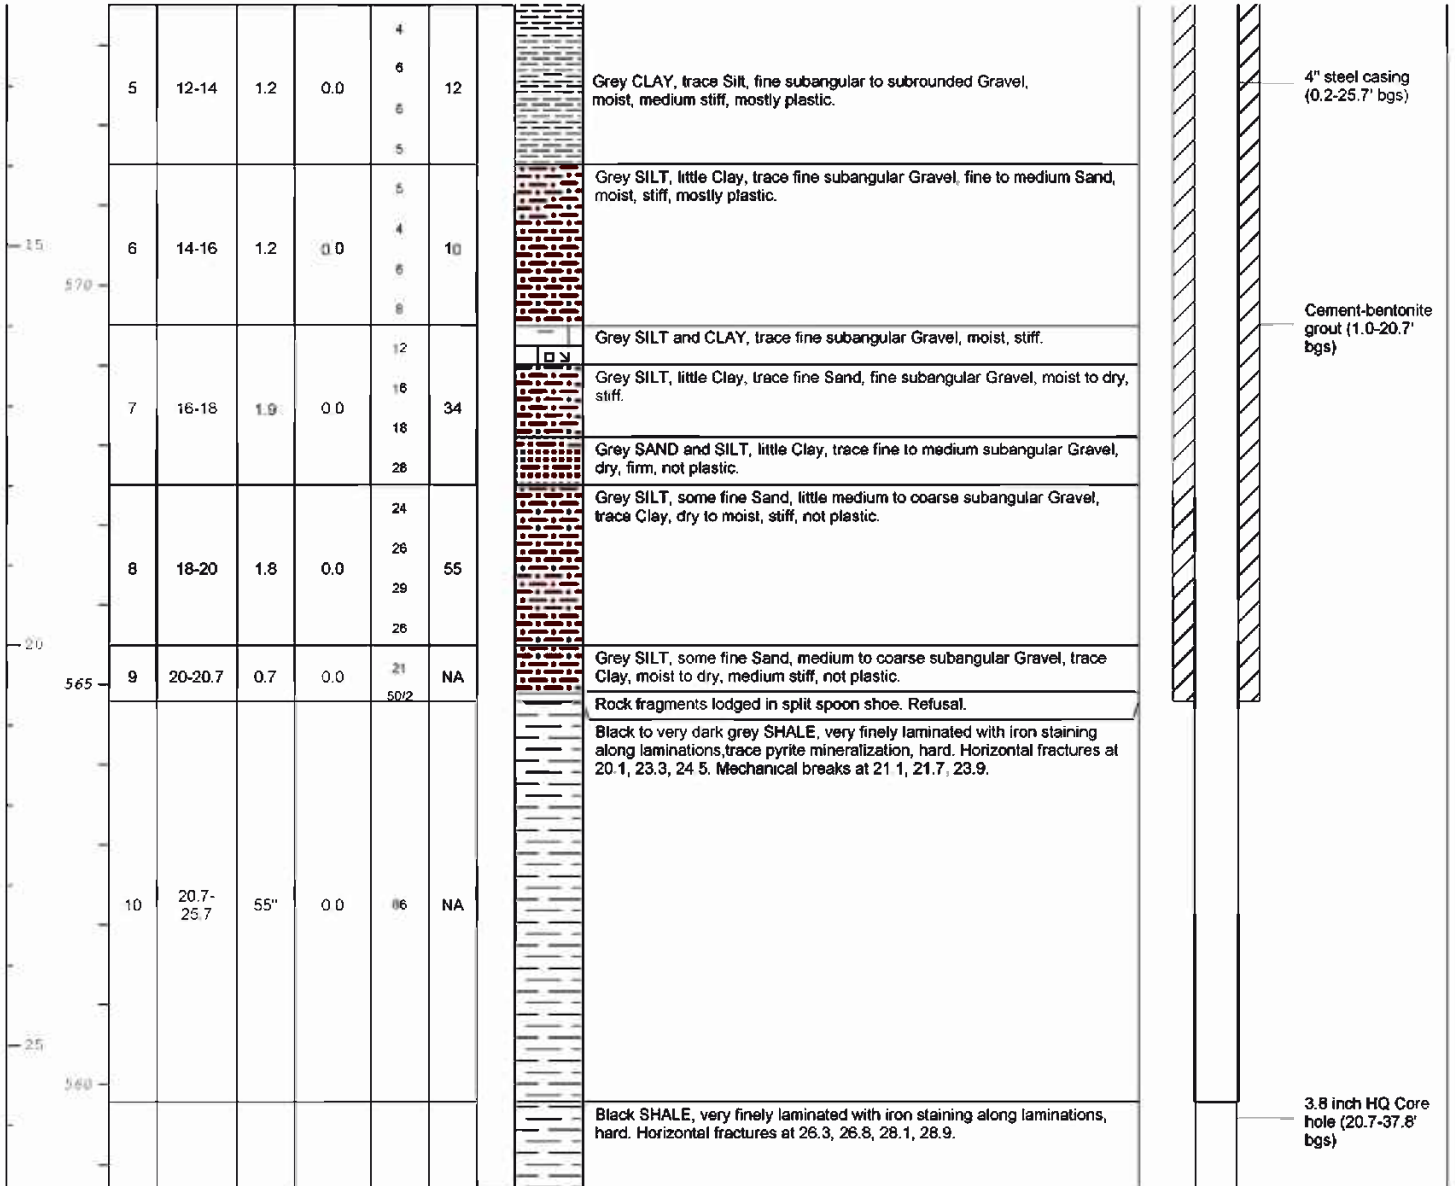 4
6
5 12-14 1.2 0.0 12
6
5
Grey CLAY, trace Silt, fine subangular to subrounded Gravel,
moist, medium stiff, mostly plastic.
4" steel casing
(0.2-25.7' bgs)
5
4
15
6 14-16 1.2 0.0 10
6
8
570
Grey SILT, little Clay, trace fine subangular Gravel, fine to medium Sand,
moist, stiff, mostly plastic.
Cement-bentonite
grout (1.0-20.7'
bgs)
12
16
7 16-18 1.9 0.0 34
18
28
Grey SILT and CLAY, trace fine subangular Gravel, moist, stiff.
Grey SILT, little Clay, trace fine Sand, fine subangular Gravel, moist to dry,
stiff.
Grey SAND and SILT, little Clay, trace fine to medium subangular Gravel,
dry, firm, not plastic.
24
26
8 18-20 1.8 0.0 55
29
26
Grey SILT, some fine Sand, little medium to coarse subangular Gravel,
trace Clay, dry to moist, stiff, not plastic.
20
565
9 20-20.7 0.7 0.0 NA
21
50/2
Grey SILT, some fine Sand, medium to coarse subangular Gravel, trace
Clay, moist to dry, medium stiff, not plastic.
Rock fragments lodged in split spoon shoe. Refusal.
Black to very dark grey SHALE, very finely laminated with iron staining
along laminations,trace pyrite mineralization, hard. Horizontal fractures at
20.1, 23.3, 24 5. Mechanical breaks at 21 1, 21.7, 23.9.
10 20.7- 55" 0 0 NA
25.7
25
560
Black SHALE, very finely laminated with iron staining along laminations,
hard. Horizontal fractures at 26.3, 26.8, 28.1, 28.9.
3.8 inch HQ Core
hole (20.7-37.8'
bgs)